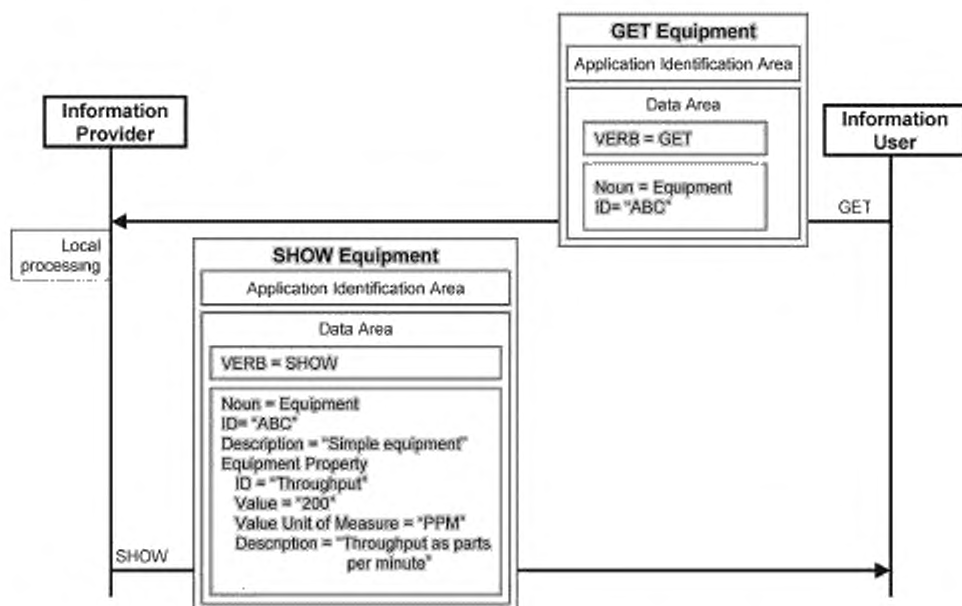 GET Equipment
Application Identification Area
Data Area
VERB = GET
Noun = Equipment
ID= "ABC"
Information
Provider
Information
User
GET
Local
processing
SHOW Equipment
Application Identification Area
Data Area
VERB = SHOW
Noun = Equipment
ID= "ABC"
Description = "Simple equipment"
Equipment Property
ID = "Throughput"
Value = "200"
Value Unit of Measure = "PPM"
Description = "Throughput as parts
per minute"
SHOW